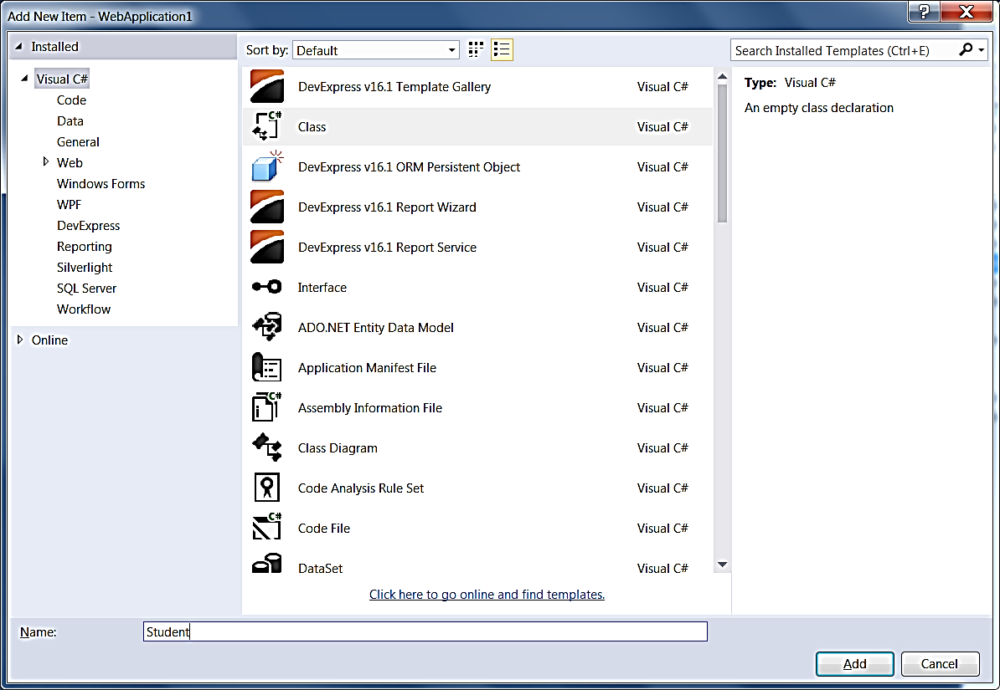 Add New Item - WebApplication1
Installed
Visual C#
Code
Data
General
Web
Windows Forms
WPF
DevExpress
Reporting
Silverlight
SQL Server
Workflow
Online
Sort by: Default
DevExpress v16.1 Template Gallery Visual C#
C# Class Visual C#
DevExpress v16.1 ORM Persistent Object Visual C#
DevExpress v16.1 Report Wizard Visual C#
DevExpress v16.1 Report Service Visual C#
Interface Visual C#
ADO.NET Entity Data Model Visual C#
Application Manifest File Visual C#
C# Assembly Information File Visual C#
Class Diagram Visual C#
Code Analysis Rule Set Visual C#
C# Code File Visual C#
DataSet Visual C#
Click here to go online and find templates.
Search Installed Templates (Ctrl+E)
Type: Visual C#
An empty class declaration
Name: Student
Add Cancel